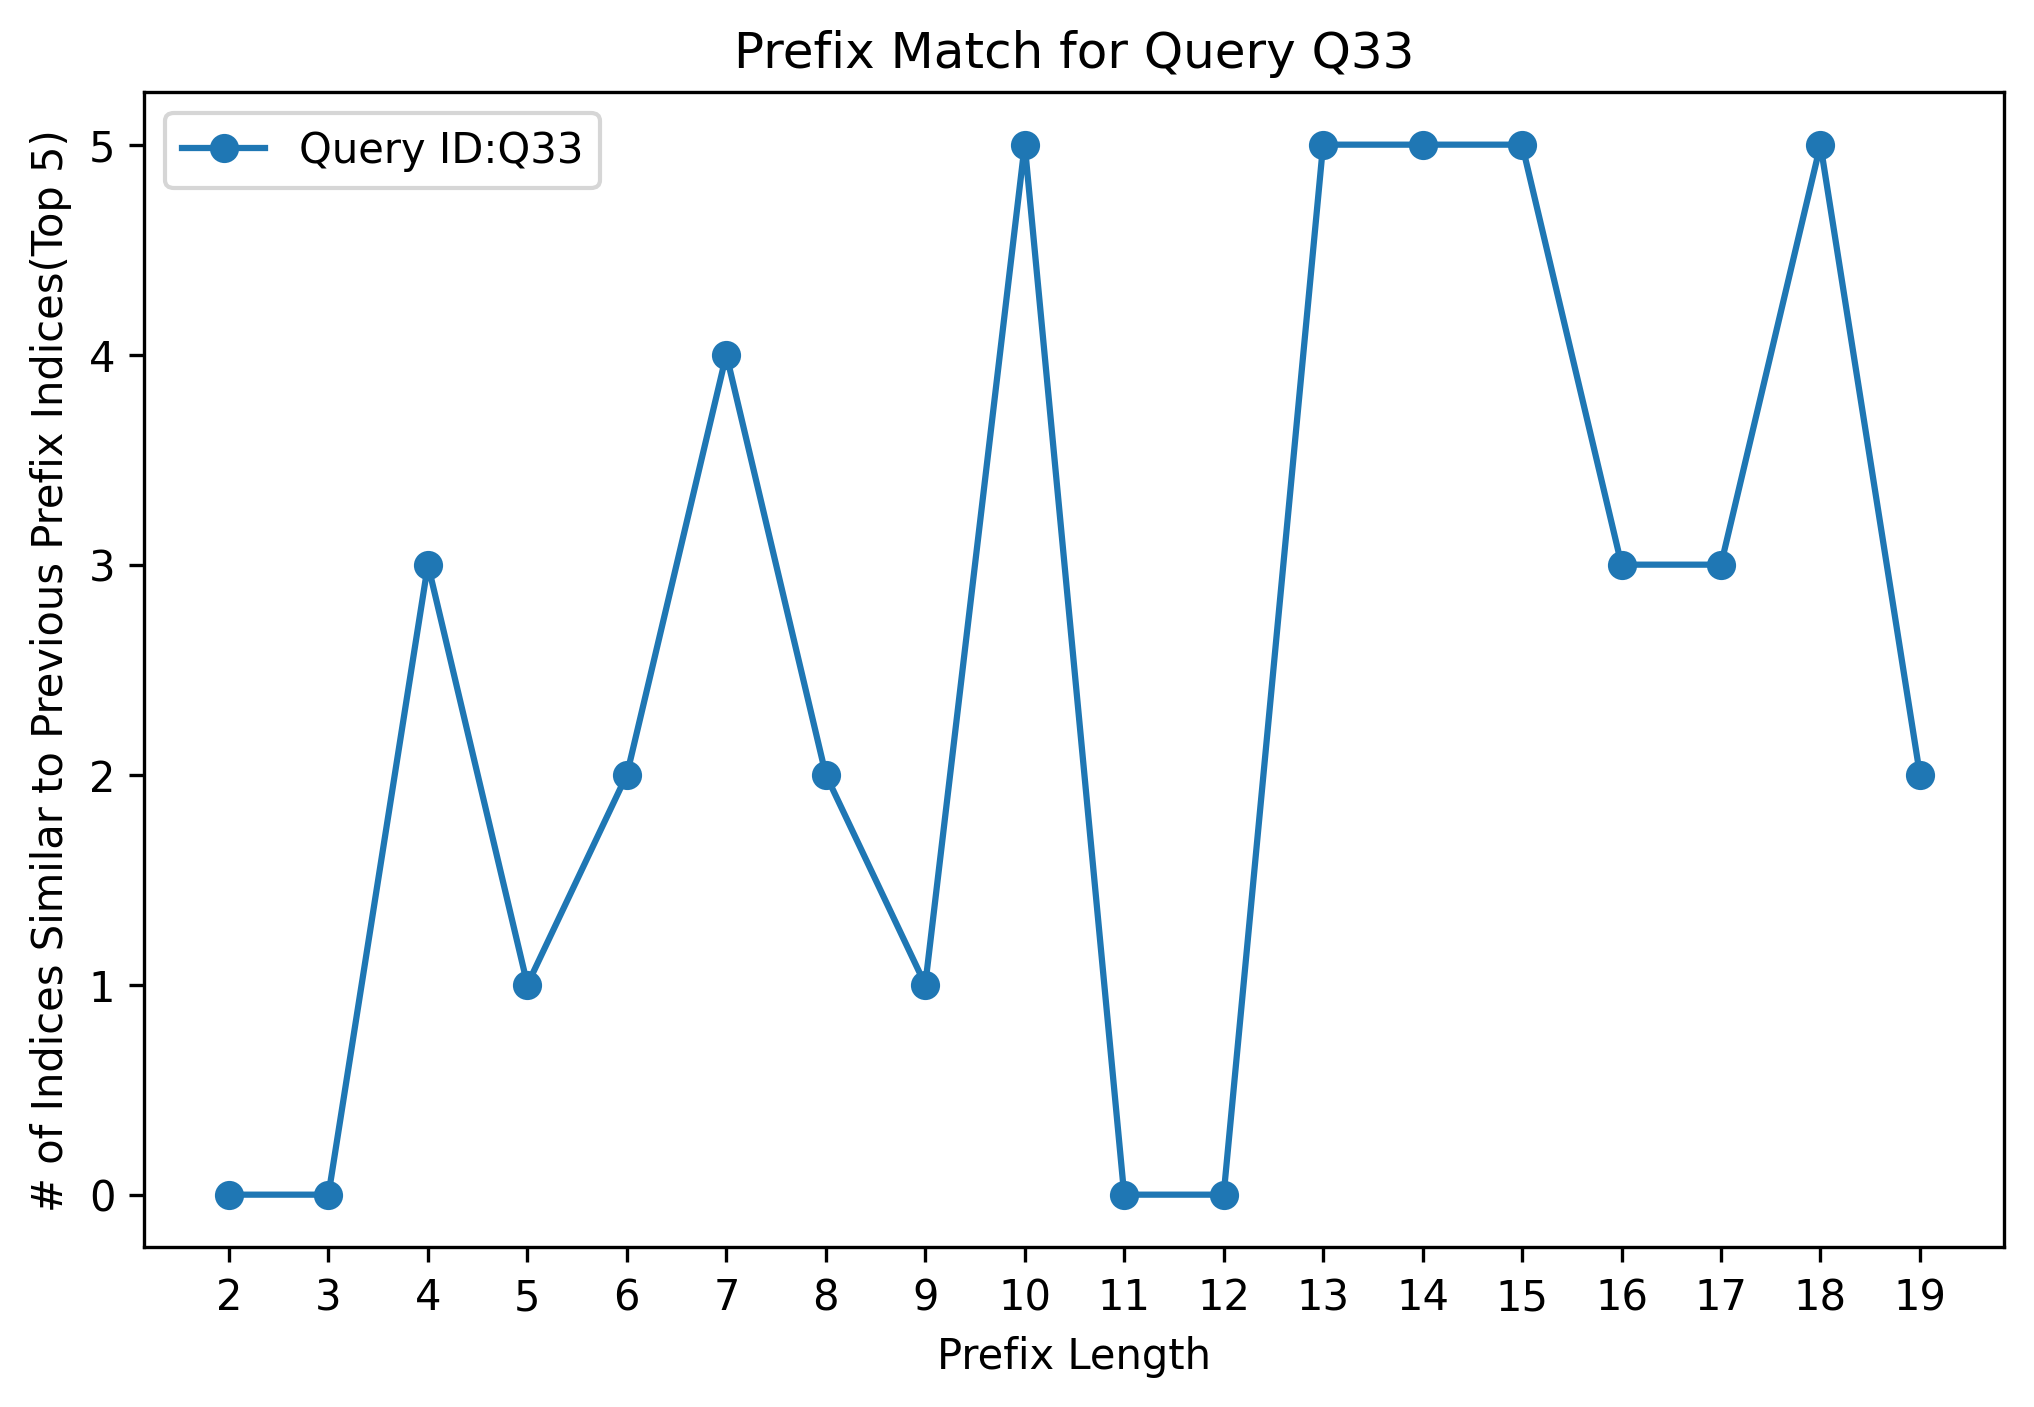 Prefix Match for Query Q33
Query ID:Q33
# of Indices Similar to Previous Prefix Indices(Top 5)
5
4
3
2
1
0
2 3 4 5 6 7 8 9 10 11 12 13 14 15 16 17 18 19
Prefix Length